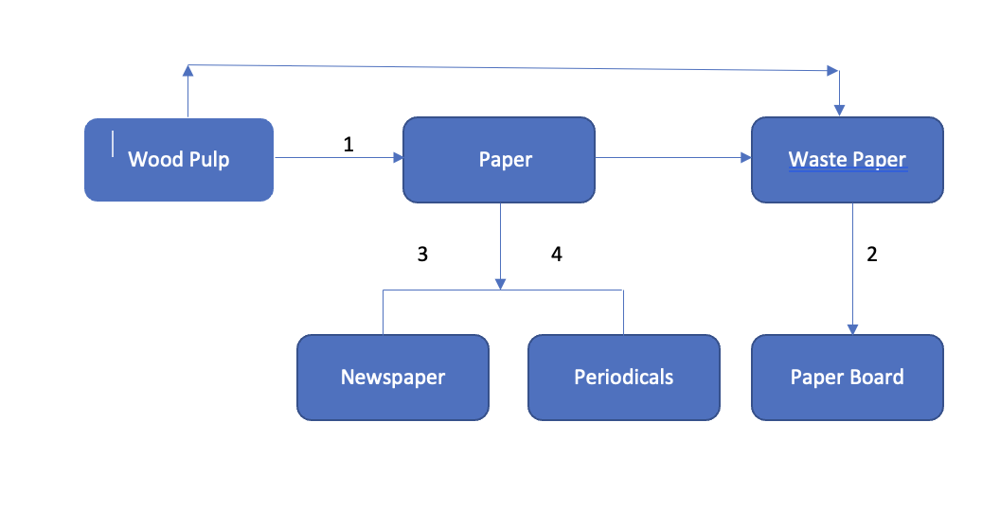 1
Wood Pulp
Paper
Waste Paper
3
4
2
Newspaper
Periodicals
Paper Board